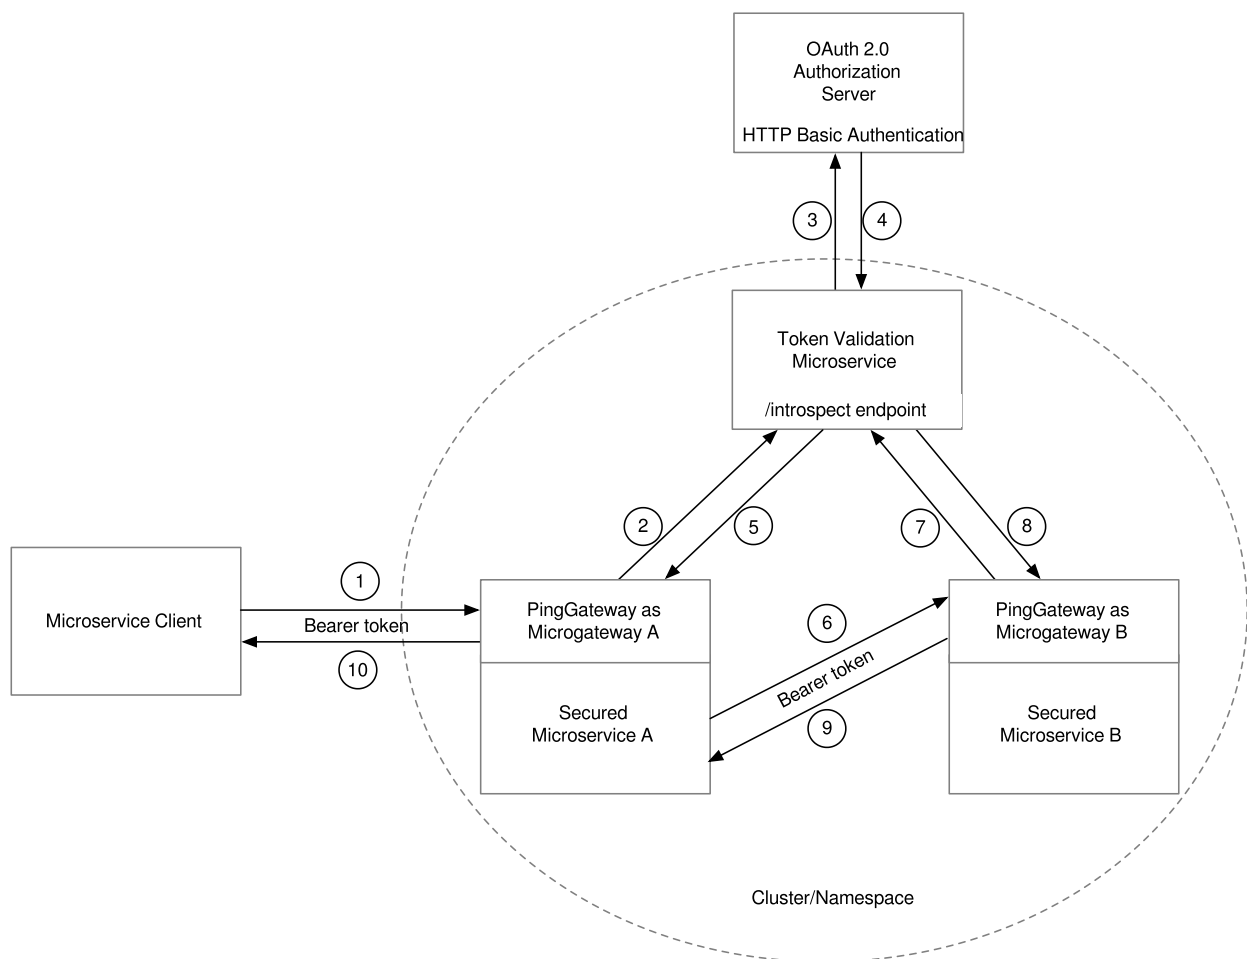 OAuth 2.0
Authorization
Server
HTTP Basic Authentication
3
4
Token Validation
Microservice
/introspect endpoint
2
5
7
8
Microservice Client
1
Bearer token
10
PingGateway as
Microgateway A
Secured
Microservice A
6
Bearer token
9
PingGateway as
Microgateway B
Secured
Microservice B
Cluster/Namespace